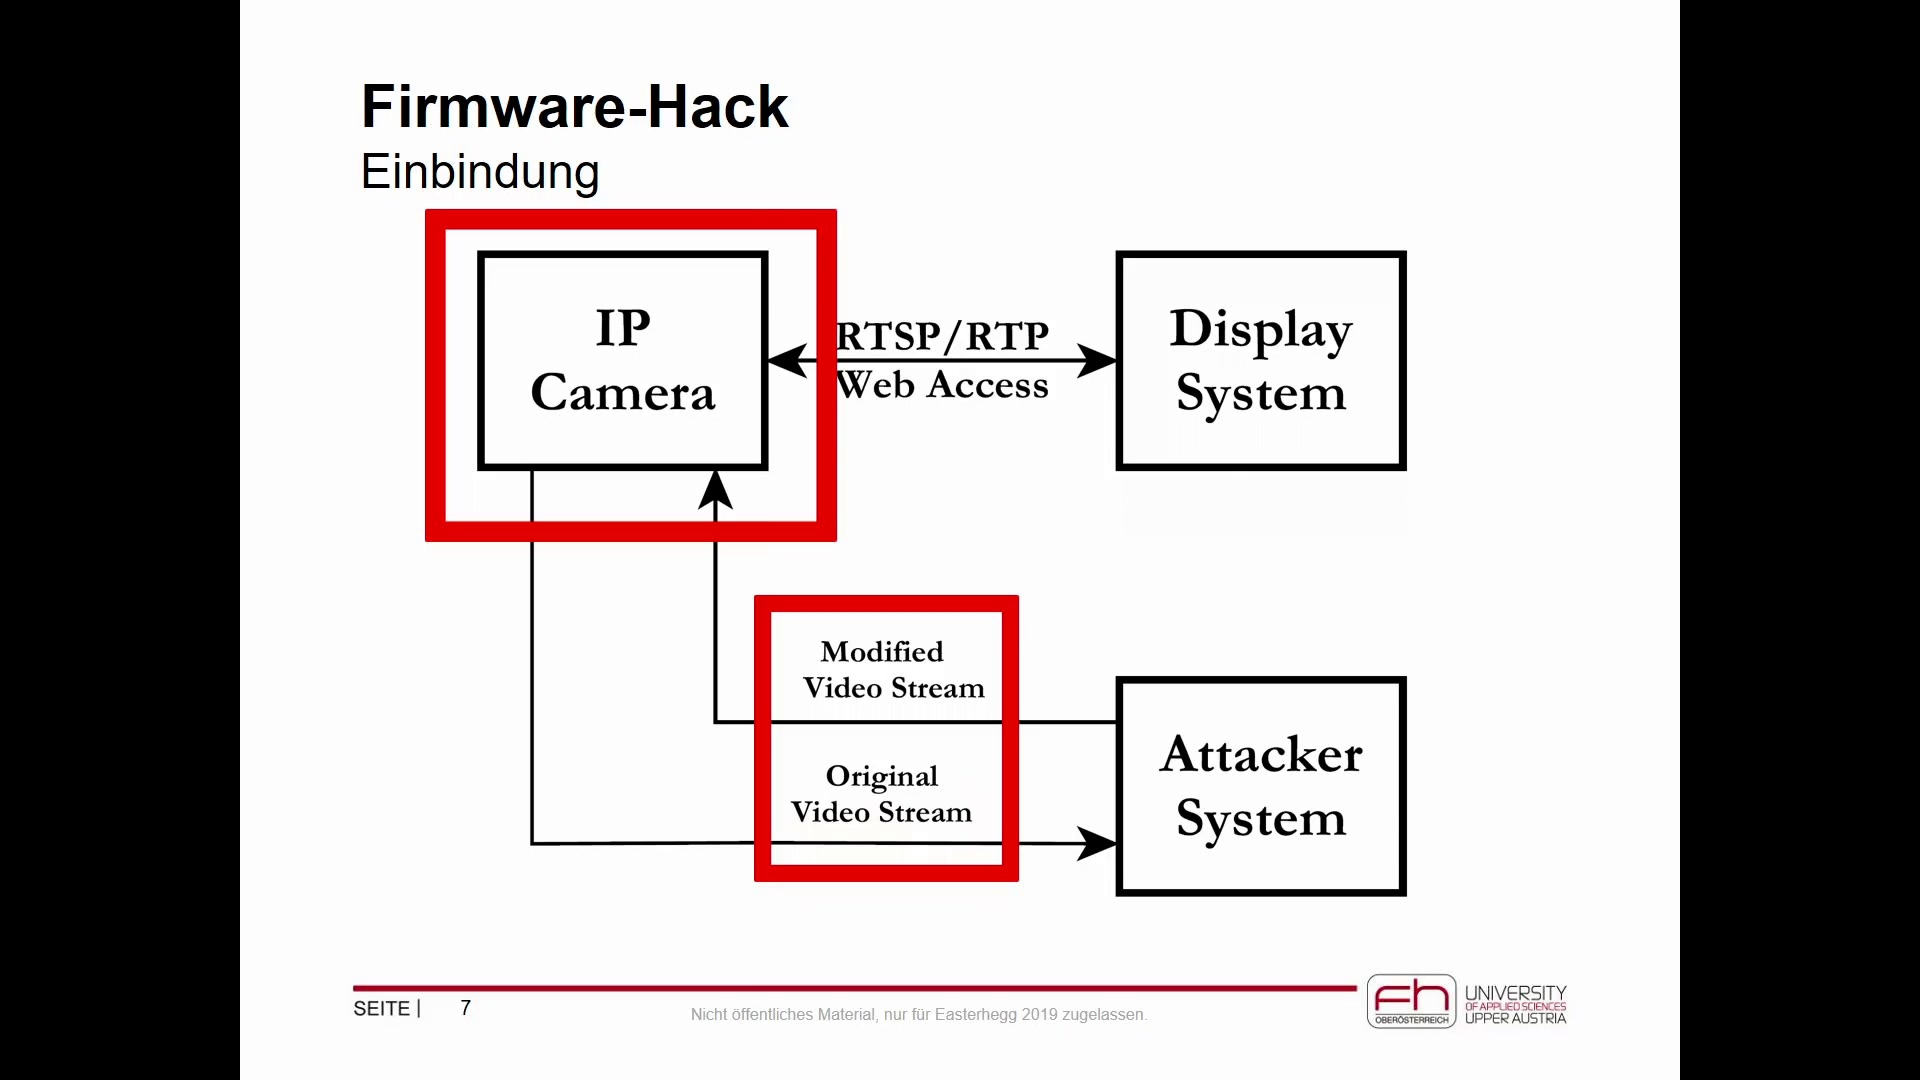 Firmware-Hack
Einbindung
IP
Camera
RTSP/RTP
Web Access
Display
System
Modified
Video Stream
Original
Video Stream
Attacker
System
SEITE | 7
Nicht öffentliches Material, nur für Easterhegg 2019 zugelassen.
fh
OBERÖSTERREICH
UNIVERSITY
OF APPLIED SCIENCES
UPPER AUSTRIA